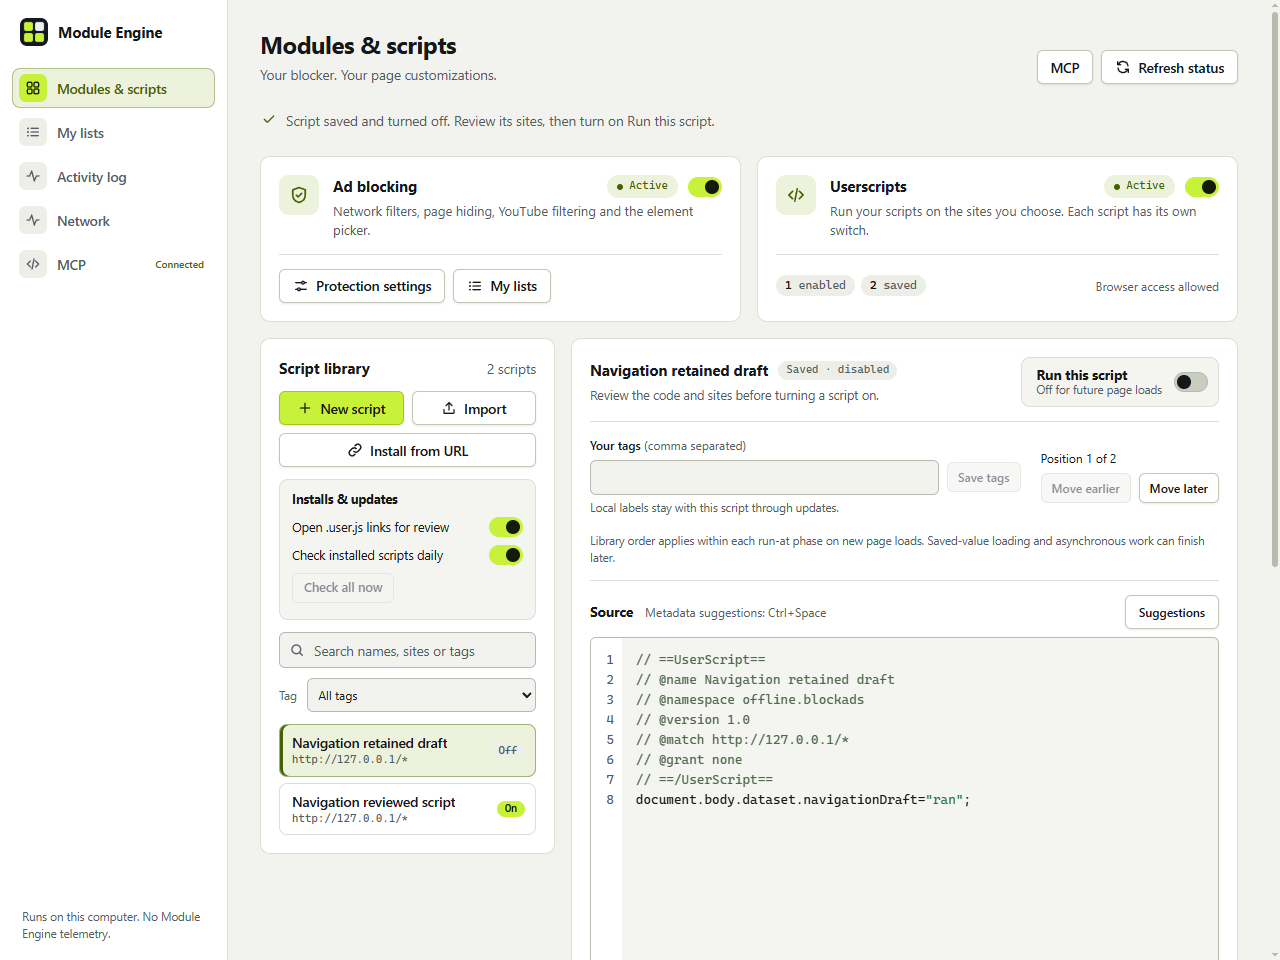 Module Engine
Modules & scripts
My lists
Activity log
Network
MCP
Connected
Runs on this computer. No Module
Engine telemetry.
Modules & scripts
Your blocker. Your page customizations.
MCP
Refresh status
Script saved and turned off. Review its sites, then turn on Run this script.
Ad blocking
Active
Network filters, page hiding, YouTube filtering and the element
picker.
Protection settings
My lists
Userscripts
Active
Run your scripts on the sites you choose. Each script has its own
switch.
1 enabled
2 saved
Browser access allowed
Script library
2 scripts
New script
Import
Install from URL
Installs & updates
Open .user.js links for review
Check installed scripts daily
Check all now
Search names, sites or tags
Tag
All tags
Navigation retained draft
http://127.0.0.1/*
Off
Navigation reviewed script
http://127.0.0.1/*
On
Navigation retained draft
Saved · disabled
Review the code and sites before turning a script on.
Run this script
Off for future page loads
Your tags (comma separated)
Save tags
Local labels stay with this script through updates.
Position 1 of 2
Move earlier
Move later
Library order applies within each run-at phase on new page loads. Saved-value loading and asynchronous work can finish
later.
Source
Metadata suggestions: Ctrl+Space
Suggestions
1 // ==UserScript==
2 // @name Navigation retained draft
3 // @namespace offline.blockads
4 // @version 1.0
5 // @match http://127.0.0.1/*
6 // @grant none
7 // ==/UserScript==
8 document.body.dataset.navigationDraft="ran";